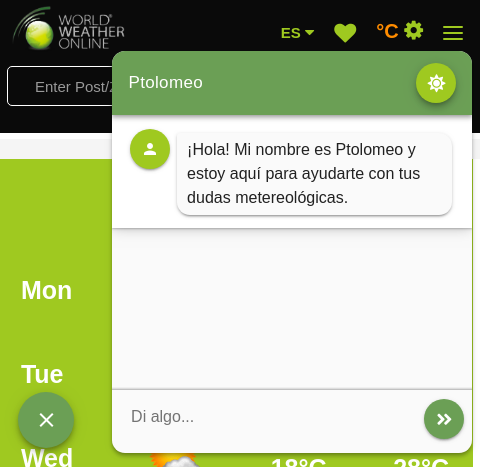 WORLD
WEATHER
ONLINE
ES
°C
Enter Post/
Ptolomeo
¡Hola! Mi nombre es Ptolomeo y
estoy aquí para ayudarte con tus
dudas metereológicas.
Mon
Tue
Di algo...
Wed
18°C
28°C